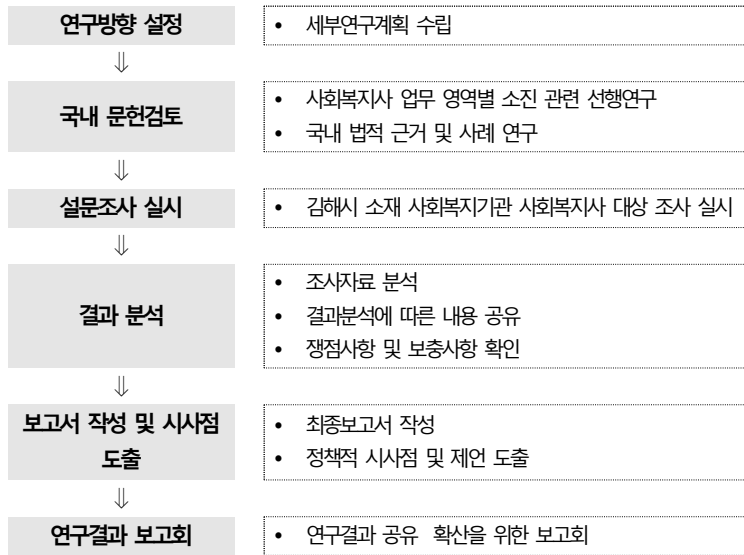 연구방향 설정
• 세부연구계획 수립
⇓
국내 문헌검토
• 사회복지사 업무 영역별 소진 관련 선행연구
• 국내 법적 근거 및 사례 연구
⇓
설문조사 실시
• 김해시 소재 사회복지기관 사회복지사 대상 조사 실시
⇓
결과 분석
• 조사자료 분석
• 결과분석에 따른 내용 공유
• 쟁점사항 및 보충사항 확인
⇓
보고서 작성 및 시사점
도출
• 최종보고서 작성
• 정책적 시사점 및 제언 도출
⇓
연구결과 보고회
• 연구결과 공유 확산을 위한 보고회